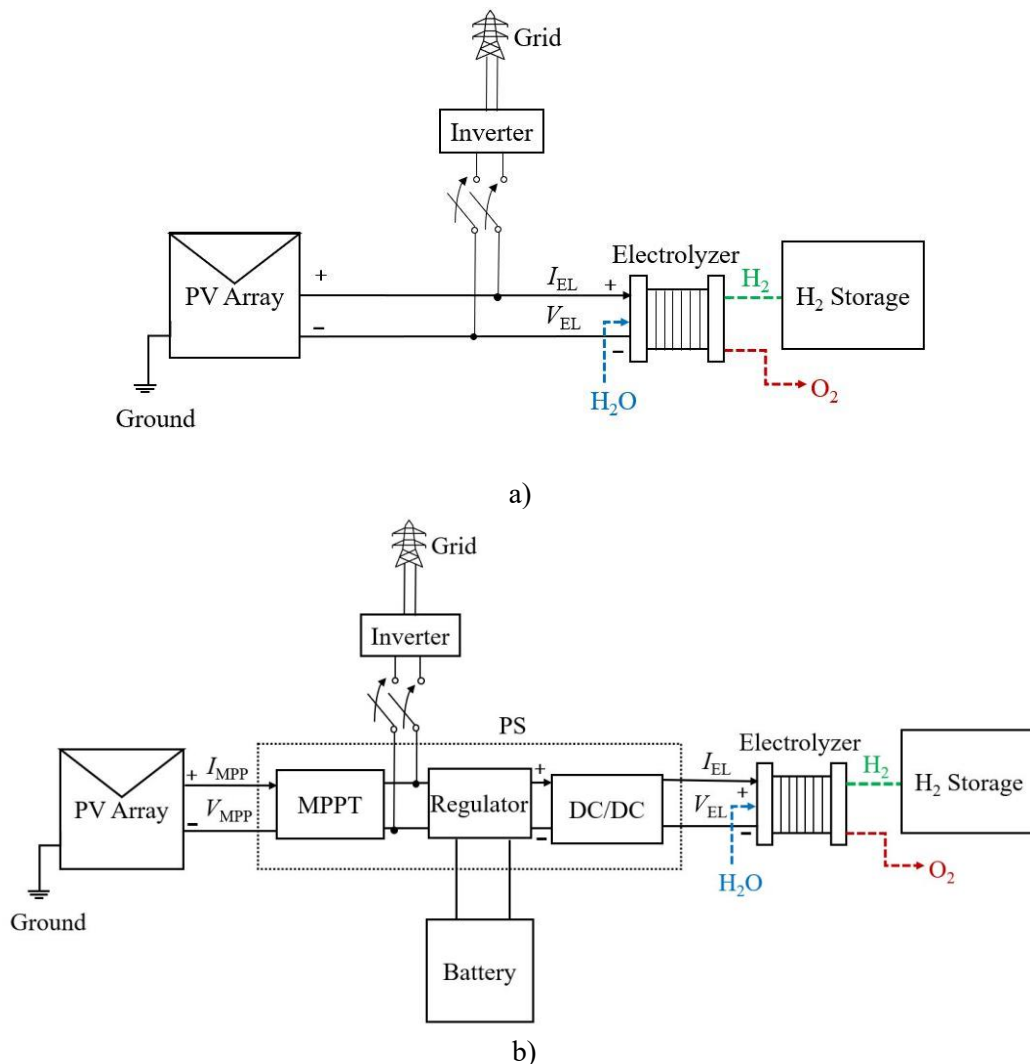 Grid
Inverter
Electrolyzer
+
I_EL
+
PV Array
H₂
H₂ Storage
V_EL
−
−
O₂
H₂O
Ground
a)
Grid
Inverter
PS
Electrolyzer
+
I_MPP
+
I_EL
H₂
PV Array
MPPT
Regulator
DC/DC
+
H₂ Storage
V_MPP
V_EL
−
−
−
O₂
H₂O
Ground
Battery
b)